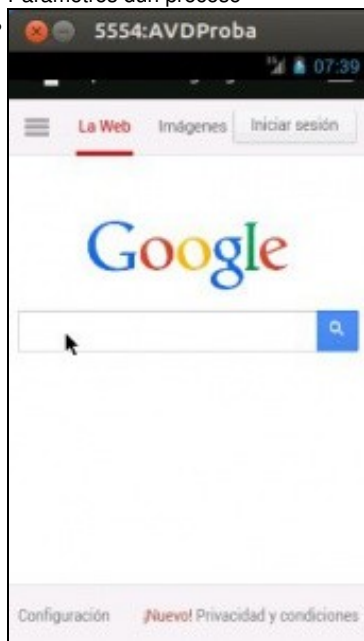 Parámetros dun proceso
5554:AVDProba
07:39
La Web Imágenes Iniciar sesión
Google
Configuración ¡Nuevo! Privacidad y condiciones